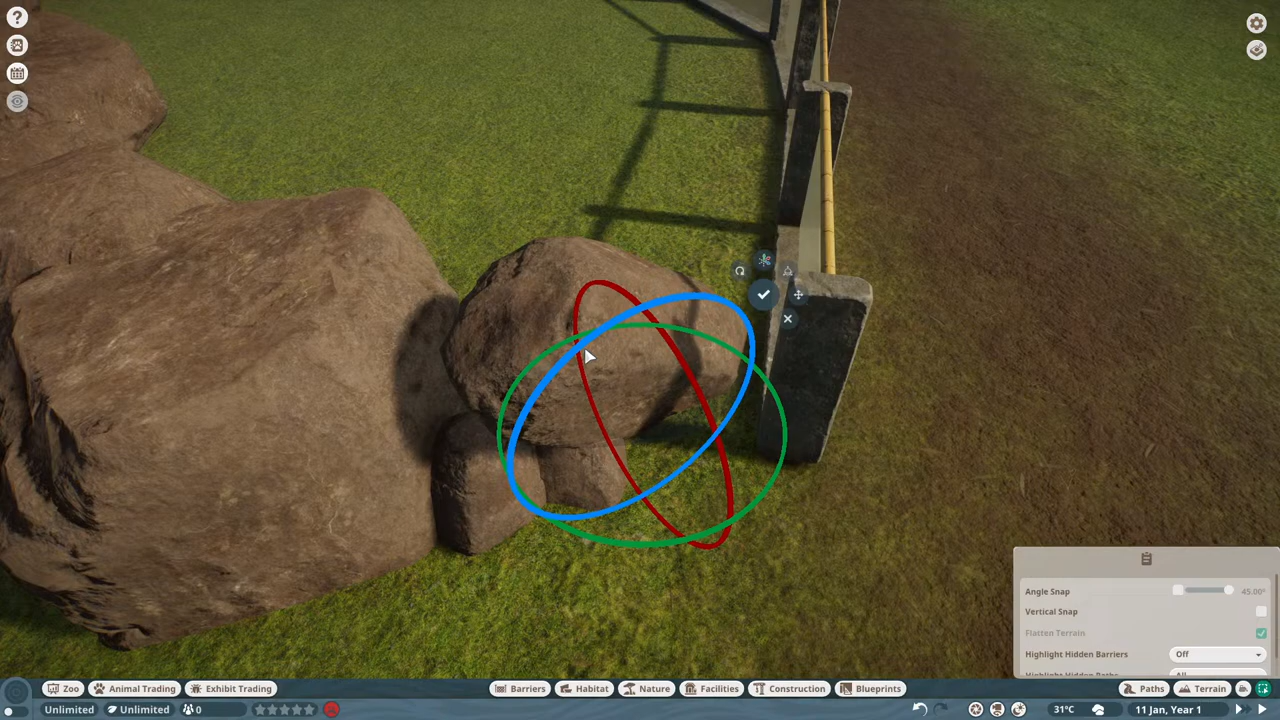 Angle Snap 45.00°
Vertical Snap
Flatten Terrain
Highlight Hidden Barriers Off
Zoo Animal Trading Exhibit Trading Barriers Habitat Nature Facilities Construction Blueprints Paths Terrain
Unlimited Unlimited 0 31°C 11 Jan, Year 1